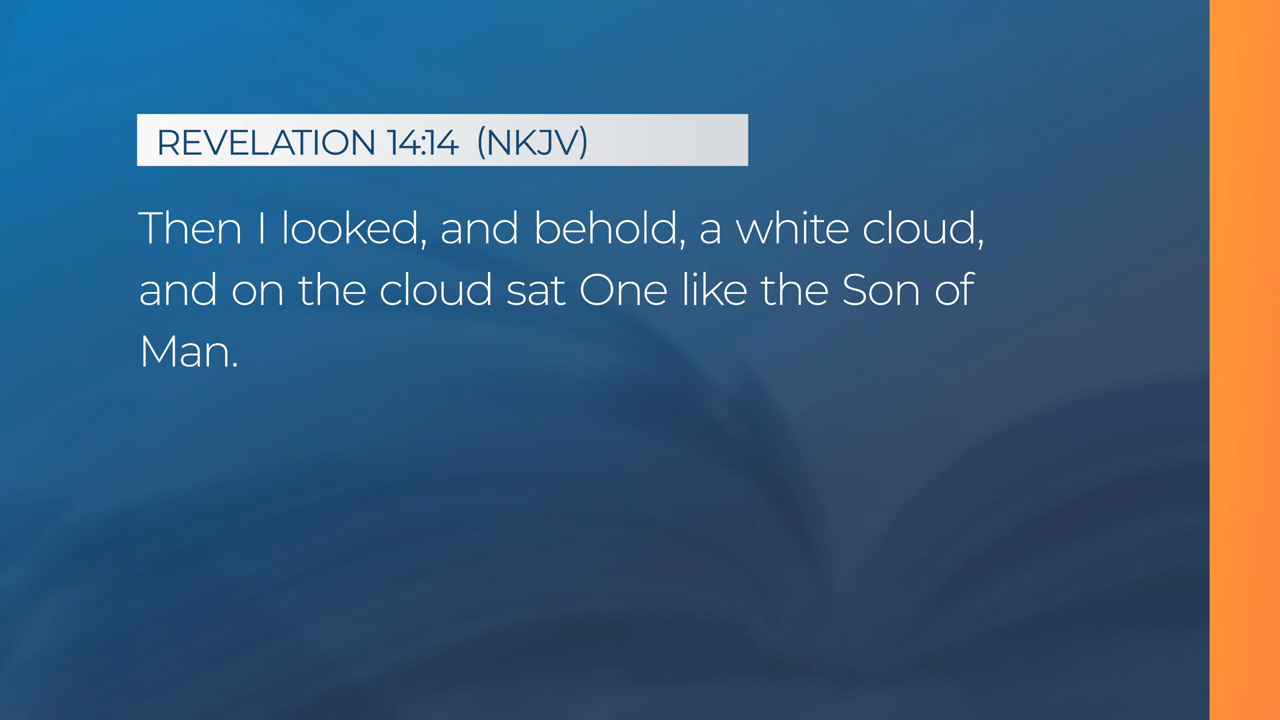 REVELATION 14:14 (NKJV)
Then I looked, and behold, a white cloud,
and on the cloud sat One like the Son of
Man.